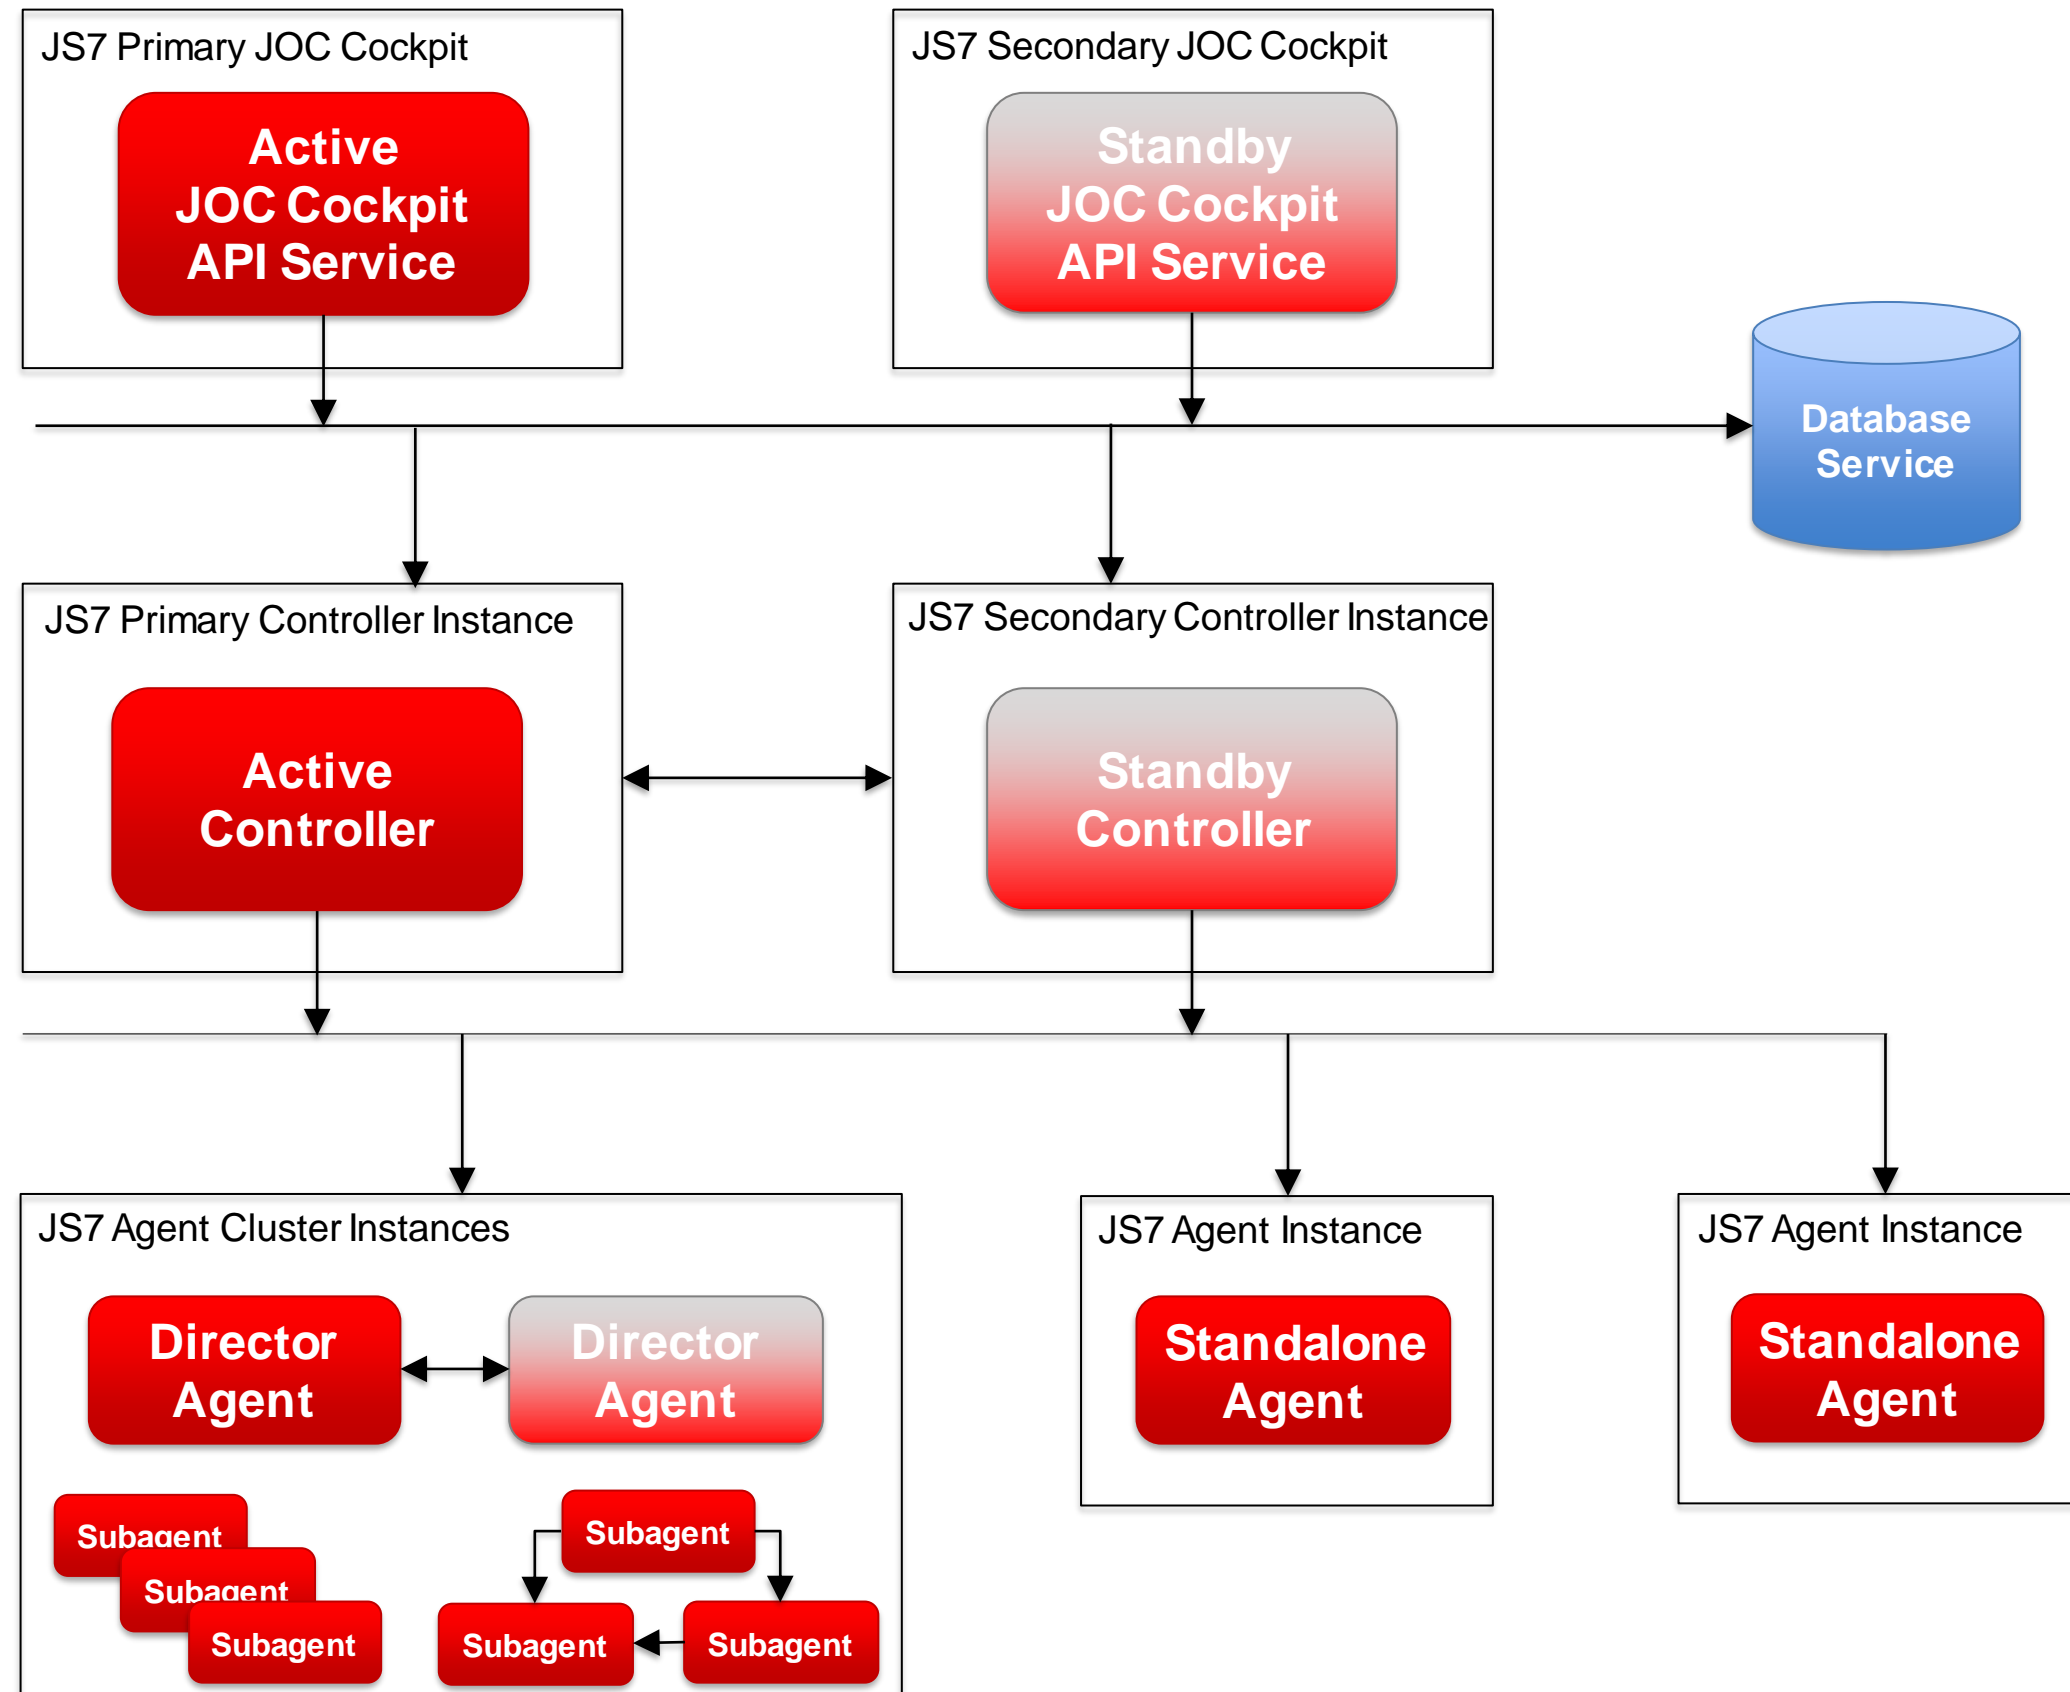 JS7 Primary JOC Cockpit
Active
JOC Cockpit
API Service
JS7 Secondary JOC Cockpit
Standby
JOC Cockpit
API Service
Database
Service
JS7 Primary Controller Instance
Active
Controller
JS7 Secondary Controller Instance
Standby
Controller
JS7 Agent Cluster Instances
Director
Agent
Director
Agent
Subagent
Subagent
Subagent
Subagent
Subagent
Subagent
JS7 Agent Instance
Standalone
Agent
JS7 Agent Instance
Standalone
Agent